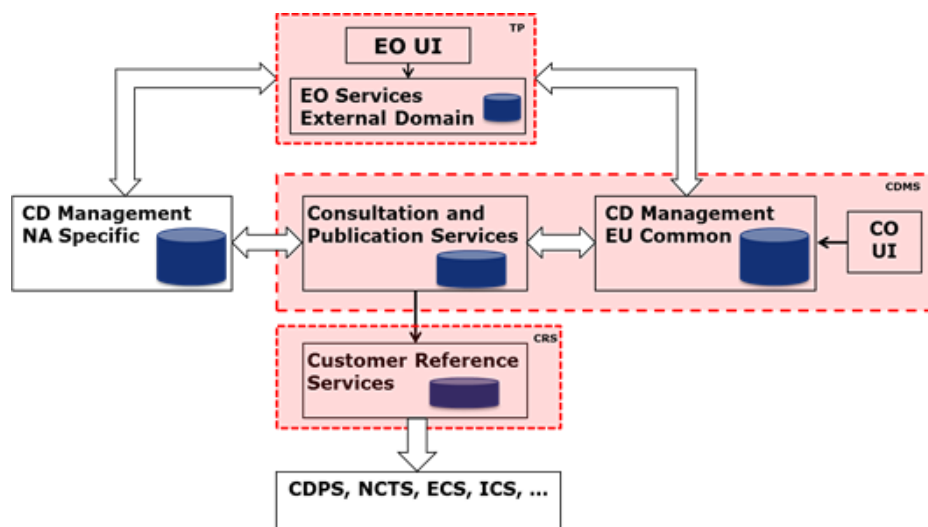 TP
EO UI
EO Services
External Domain
CDMS
CD Management
NA Specific
Consultation and
Publication Services
CD Management
EU Common
CO
UI
CRS
Customer Reference
Services
CDPS, NCTS, ECS, ICS, ...